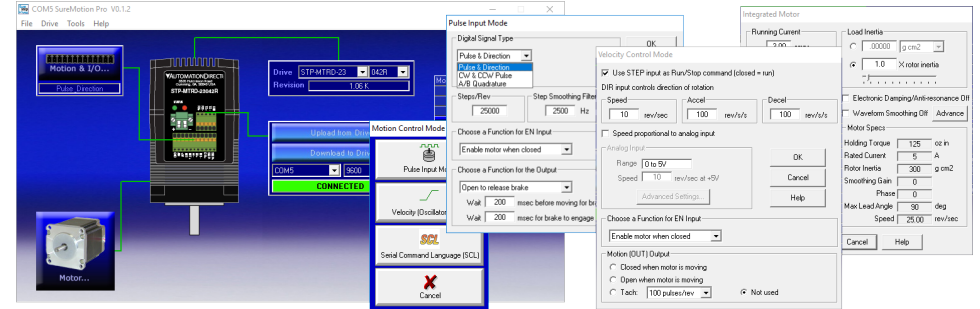 COM5 SureMotion Pro V0.1.2
File Drive Tools Help
Motion & I/O...
Pulse Direction
AUTOMATIONDIRECT
STP-MTRD-23042R
Drive STP-MTRD-23 042R
Revision 1.06 K
Upload from Drive
Download to Driv
COM5 9600
CONNECTED
Motor...
Motion Control Mode
Pulse Input Mo
Velocity (Oscillator
SCL
Serial Command Language (SCL)
Cancel
Pulse Input Mode
Digital Signal Type
OK
Pulse & Direction
Pulse & Direction
CW & CCW Pulse
A/B Quadrature
Steps/Rev
25000
Step Smoothing Filter
2500 Hz
Choose a Function for EN Input
Enable motor when closed
Choose a Function for the Output
Open to release brake
Wait 200 msec before moving for br
Wait 200 msec for brake to engage
Velocity Control Mode
Use STEP input as Run/Stop command (closed = run)
DIR input controls direction of rotation
Speed
10 rev/sec
Accel
100 rev/s/s
Decel
100 rev/s/s
Speed proportional to analog input
Analog Input
Range 0 to 5V
Speed 10 rev/sec at +5V
Advanced Settings...
OK
Cancel
Help
Choose a Function for EN Input
Enable motor when closed
Motion (OUT) Output
Closed when motor is moving
Open when motor is moving
Tach: 100 pulses/rev
Not used
Integrated Motor
Running Current
Load Inertia
.00000 g cm2
1.0 X rotor inertia
Electronic Damping/Anti-resonance Off
Waveform Smoothing Off Advance
Motor Specs
Holding Torque 125 oz in
Rated Current 5 A
Rotor Inertia 300 g cm2
Smoothing Gain 0
Phase 0
Max Lead Angle 90 deg
Speed 25.00 rev/sec
Cancel Help